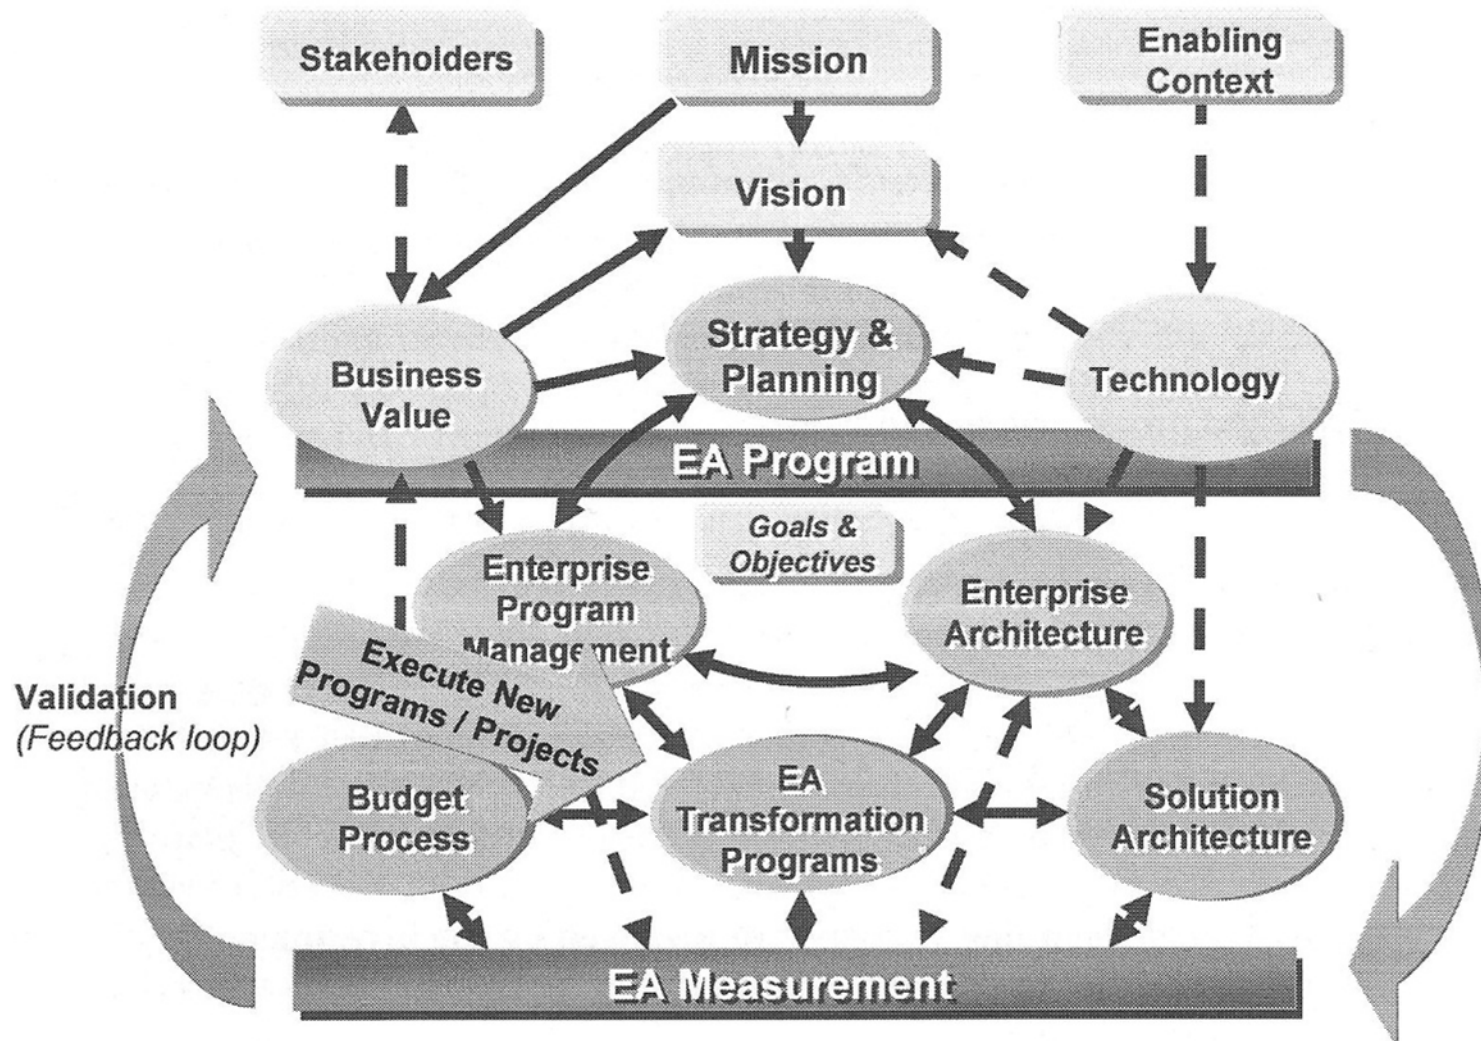 Stakeholders
Mission
Enabling
Context
Vision
Business
Value
Strategy &
Planning
Technology
EA Program
Goals &
Objectives
Enterprise
Program
Management
Enterprise
Architecture
Execute New
Programs / Projects
Validation
(Feedback loop)
Budget
Process
EA
Transformation
Programs
Solution
Architecture
EA Measurement